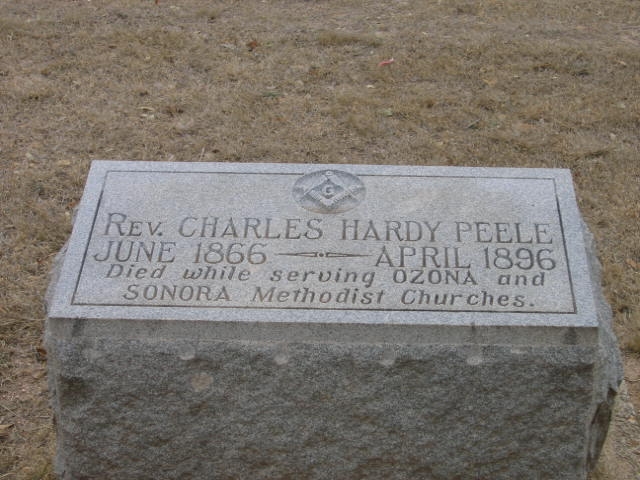 G
REV. CHARLES HARDY PEELE
JUNE 1866 — APRIL 1896
Died while serving OZONA and
SONORA Methodist Churches.